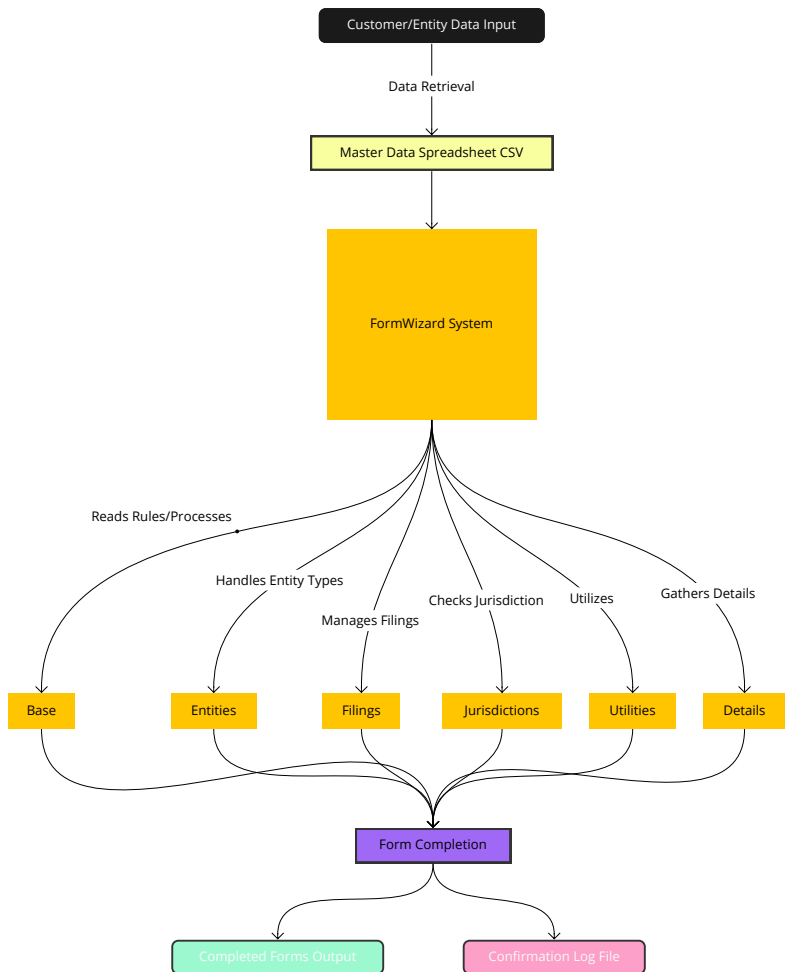 Customer/Entity Data Input
Data Retrieval
Master Data Spreadsheet CSV
FormWizard System
Reads Rules/Processes
Handles Entity Types
Manages Filings
Checks Jurisdiction
Utilizes
Gathers Details
Base
Entities
Filings
Jurisdictions
Utilities
Details
Form Completion
Completed Forms Output
Confirmation Log File